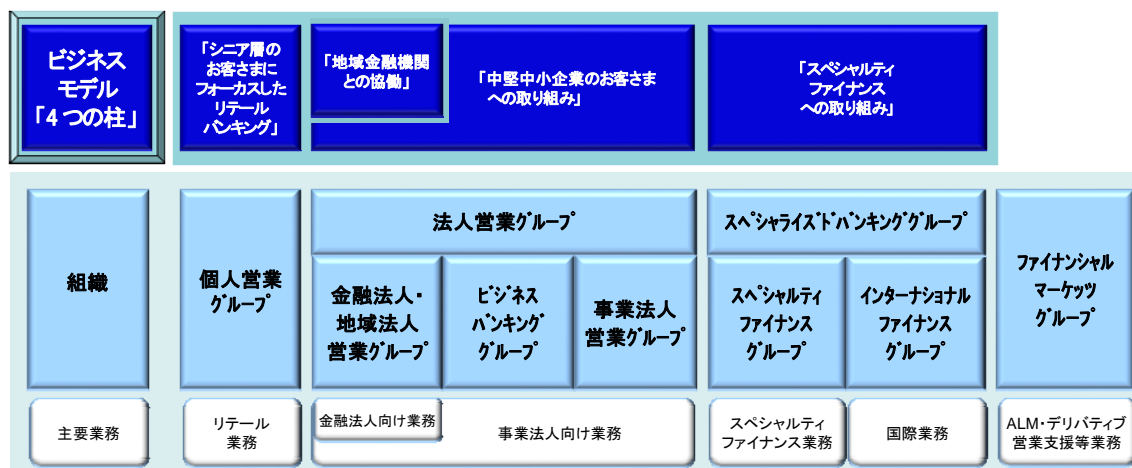 ビジネス
モデル
「4つの柱」
「シニア層の
お客さまに
フォーカスした
リテール
バンキング」
「地域金融機関
との協働」
「中堅中小企業のお客さま
への取り組み」
「スペシャルティ
ファイナンス
への取り組み」
組織
個人営業
グループ
法人営業グループ
金融法人・
地域法人
営業グループ
ビジネス
バンキング
グループ
事業法人
営業グループ
スペシャライズドバンキンググループ
スペシャルティ
ファイナンス
グループ
インターナショナル
ファイナンス
グループ
ファイナンシャル
マーケッツ
グループ
主要業務
リテール
業務
金融法人向け業務
事業法人向け業務
スペシャルティ
ファイナンス業務
国際業務
ALM・デリバティブ
営業支援等業務